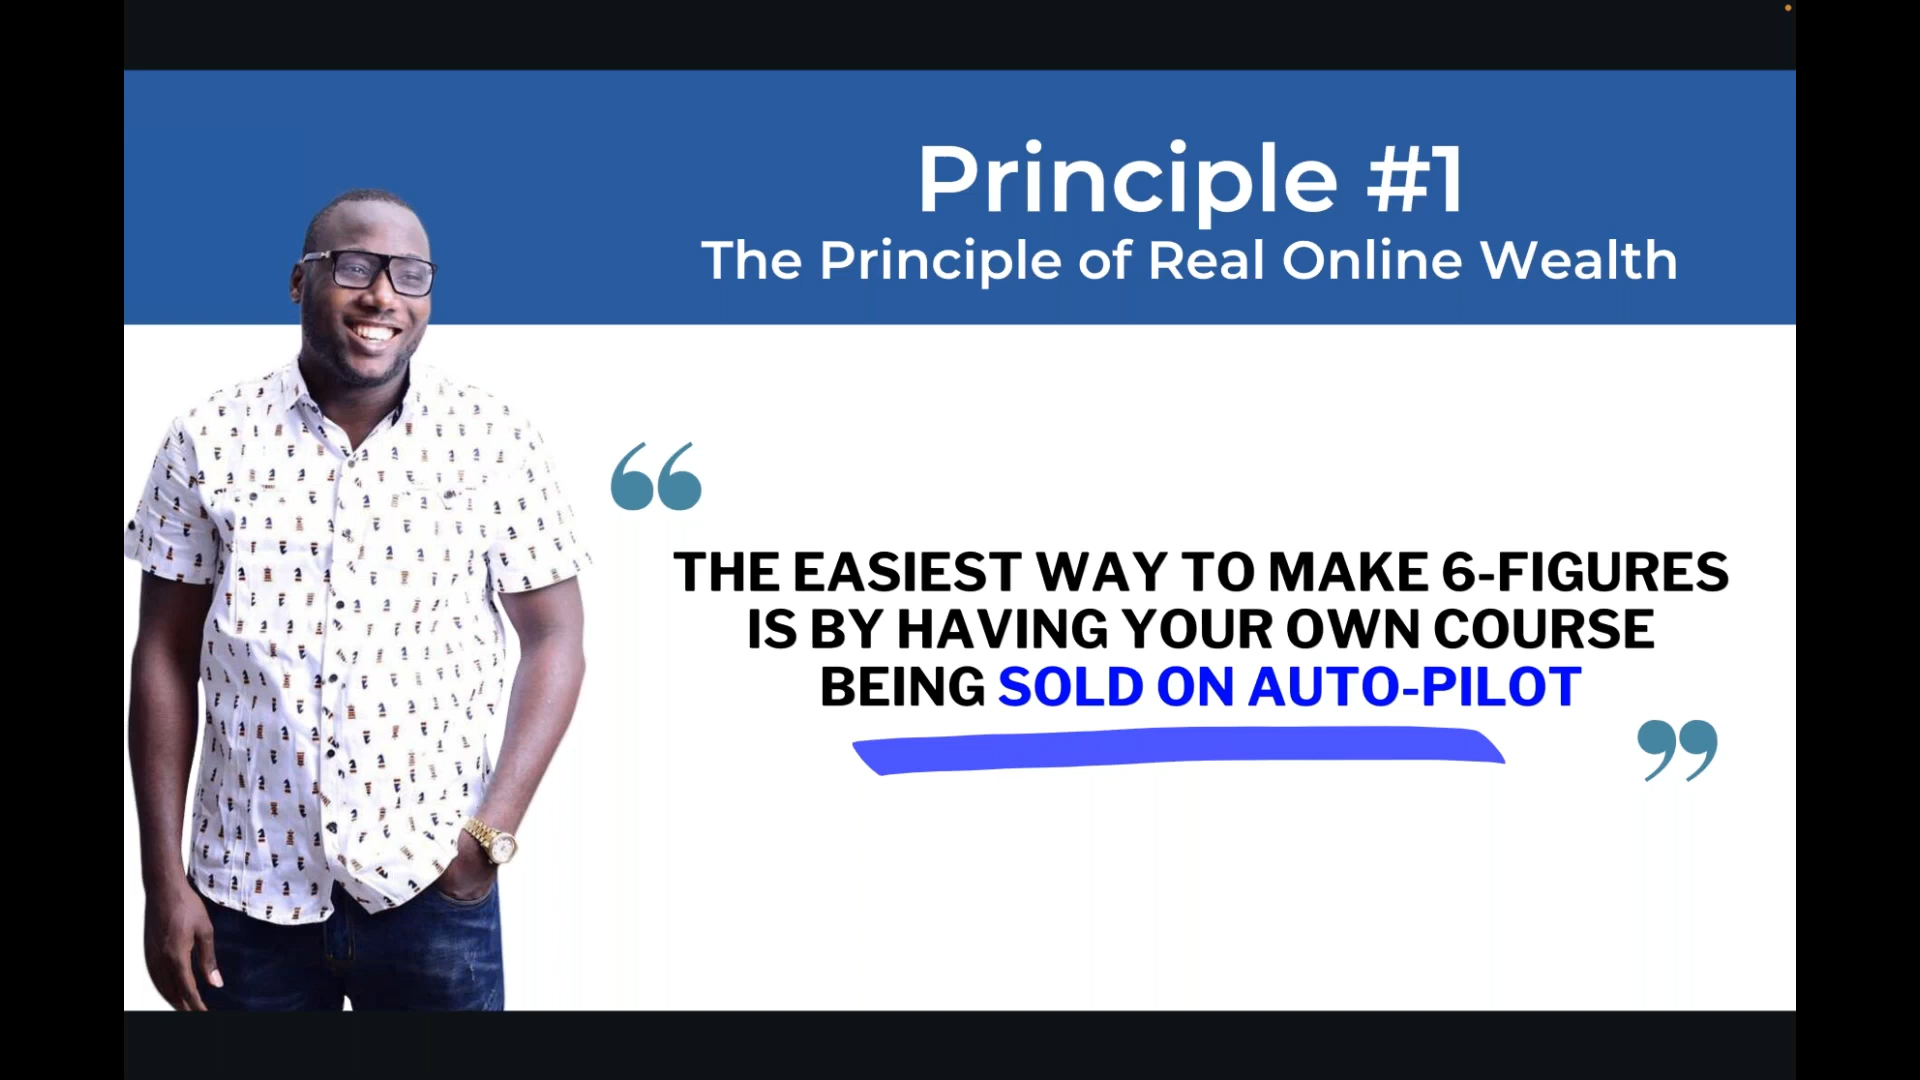 Principle #1
The Principle of Real Online Wealth
“
THE EASIEST WAY TO MAKE 6-FIGURES
IS BY HAVING YOUR OWN COURSE
BEING SOLD ON AUTO-PILOT
”